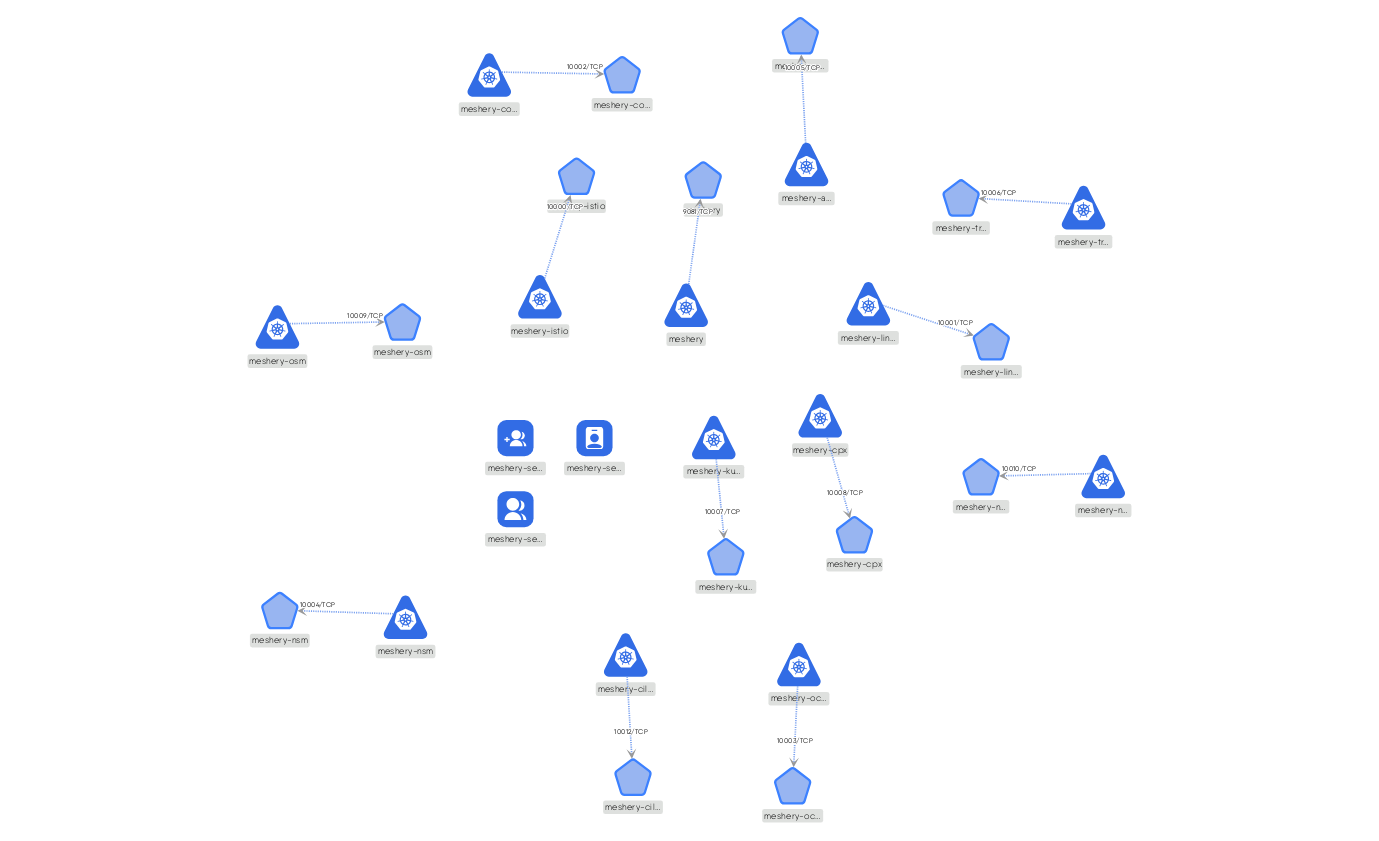 10002/TCP
meshery-co...
meshery-co...
10005/TCP
meshery-a...
10006/TCP
meshery-tr...
meshery-tr...
10000/TCP
-istio
9081/TCP
meshery-istio
meshery
10009/TCP
meshery-osm
meshery-osm
10001/TCP
meshery-lin...
meshery-lin...
meshery-se...
meshery-se...
meshery-se...
meshery-ku...
10007/TCP
meshery-ku...
meshery-cpx
10008/TCP
meshery-cpx
10010/TCP
meshery-n...
meshery-n...
10004/TCP
meshery-nsm
meshery-nsm
meshery-cil...
10012/TCP
meshery-cil...
meshery-oc...
10003/TCP
meshery-oc...